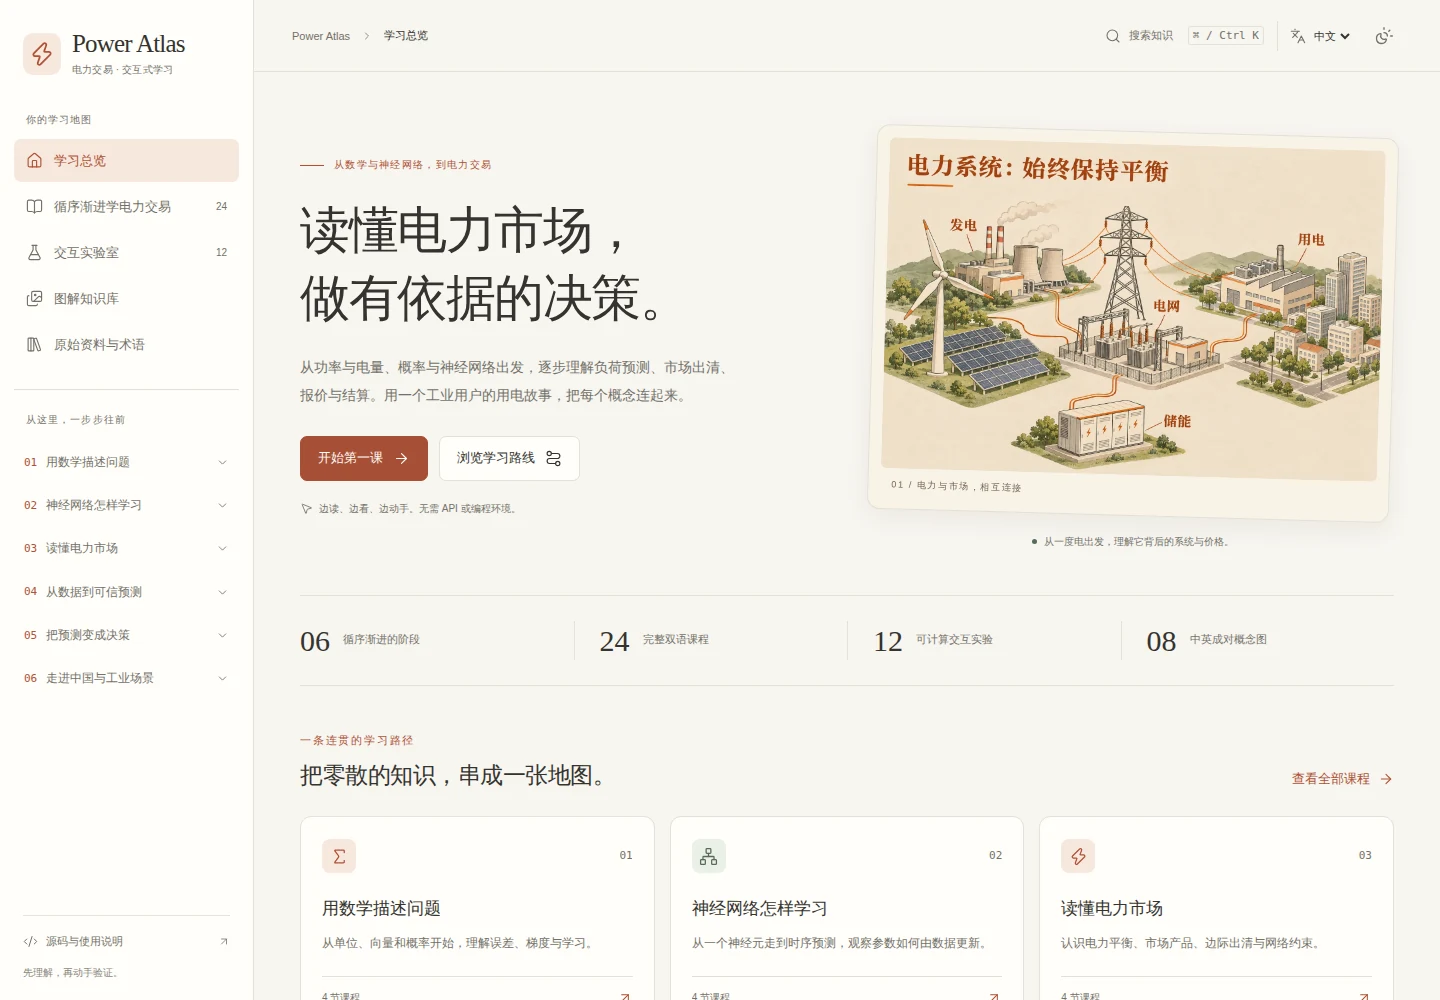 Power Atlas
电力交易 · 交互式学习
你的学习地图
学习总览
循序渐进学电力交易 24
交互实验室 12
图解知识库
原始资料与术语
从这里，一步步往前
01 用数学描述问题
02 神经网络怎样学习
03 读懂电力市场
04 从数据到可信预测
05 把预测变成决策
06 走进中国与工业场景
源码与使用说明
先理解，再动手验证。
Power Atlas > 学习总览
搜索知识 ⌘ / Ctrl K
中文
从数学与神经网络，到电力交易
读懂电力市场，
做有依据的决策。
从功率与电量、概率与神经网络出发，逐步理解负荷预测、市场出清、
报价与结算。用一个工业用户的用电故事，把每个概念连起来。
开始第一课
浏览学习路线
边读、边看、边动手。无需 API 或编程环境。
电力系统：始终保持平衡
发电
用电
电网
储能
01 / 电力与市场，相互连接
从一度电出发，理解它背后的系统与价格。
06 循序渐进的阶段
24 完整双语课程
12 可计算交互实验
08 中英成对概念图
一条连贯的学习路径
把零散的知识，串成一张地图。
查看全部课程
01
用数学描述问题
从单位、向量和概率开始，理解误差、梯度与学习。
4 节课程
02
神经网络怎样学习
从一个神经元走到时序预测，观察参数如何由数据更新。
4 节课程
03
读懂电力市场
认识电力平衡、市场产品、边际出清与网络约束。
4 节课程